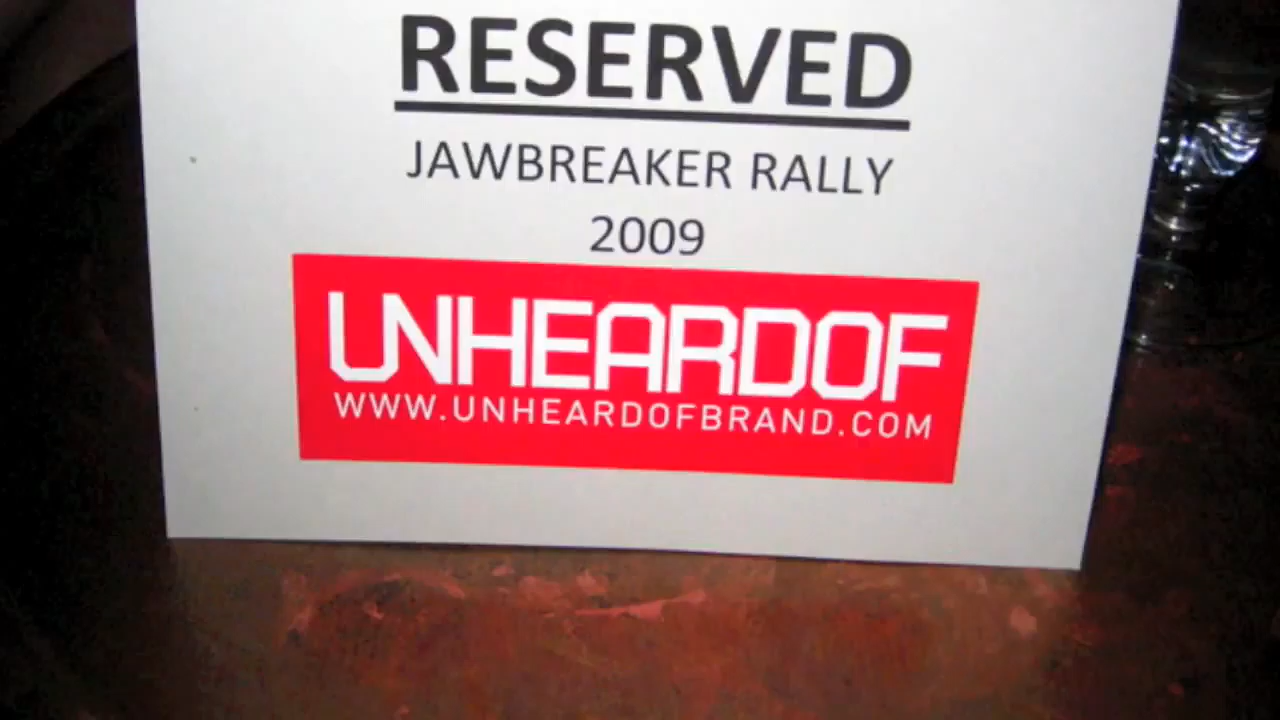 RESERVED
JAWBREAKER RALLY
2009
UNHEARDOF
WWW.UNHEARDOFBRAND.COM